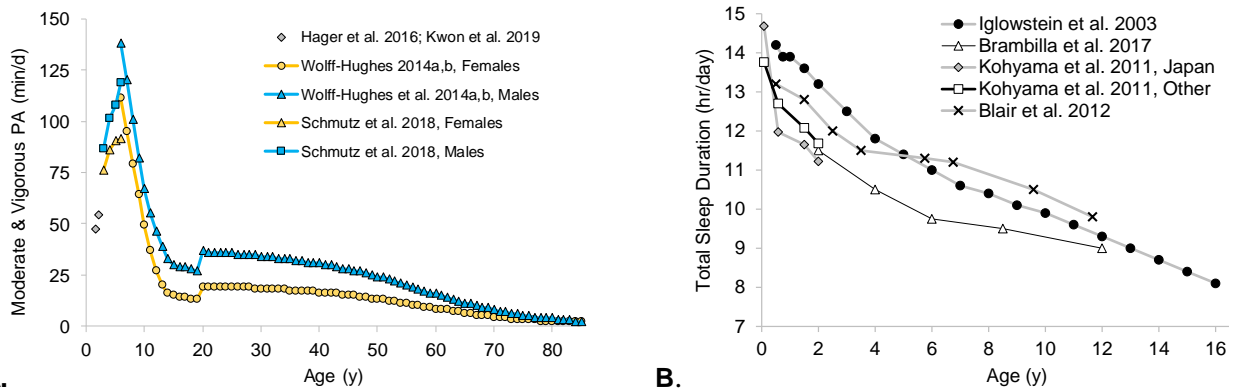 150
125
100
75
50
25
0
Moderate & Vigorous PA (min/d)
Hager et al. 2016; Kwon et al. 2019
Wolff-Hughes 2014a,b, Females
Wolff-Hughes et al. 2014a,b, Males
Schmutz et al. 2018, Females
Schmutz et al. 2018, Males
0 10 20 30 40 50 60 70 80
Age (y)
15
14
13
12
11
10
9
8
7
Total Sleep Duration (hr/day)
Iglowstein et al. 2003
Brambilla et al. 2017
Kohyama et al. 2011, Japan
Kohyama et al. 2011, Other
Blair et al. 2012
0 2 4 6 8 10 12 14 16
B.
Age (y)